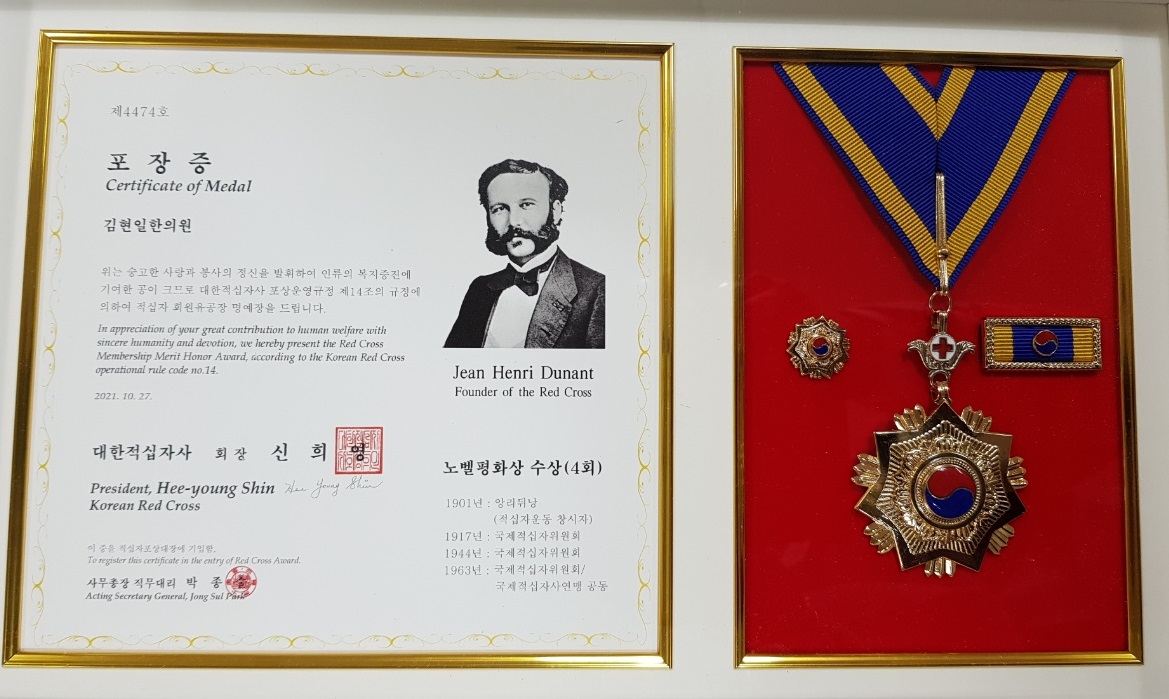 제4474호
포 장 증
Certificate of Medal
김현일한의원
위는 숭고한 사랑과 봉사의 정신을 발휘하여 인류의 복지증진에
기여한 공이 크므로 대한적십자사 포상운영규정 제14조의 규정에
의하여 적십자 회원유공장 명예장을 드립니다.
In appreciation of your great contribution to human welfare with
sincere humanity and devotion, we hereby present the Red Cross
Membership Merit Honor Award, according to the Korean Red Cross
operational rule code no.14.
2021. 10. 27.
대한적십자사 회장 신 희 영
President, Hee-young Shin Hee Young Shin
Korean Red Cross
이 증을 적십자포상대장에 기입함.
To register this certificate in the entry of Red Cross Award.
사무총장 직무대리 박 종 술
Acting Secretary General, Jong Sul Park
Jean Henri Dunant
Founder of the Red Cross
노벨평화상 수상(4회)
1901년 : 앙리뒤낭
(적십자운동 창시자)
1917년 : 국제적십자위원회
1944년 : 국제적십자위원회
1963년 : 국제적십자위원회/
국제적십자사연맹 공동